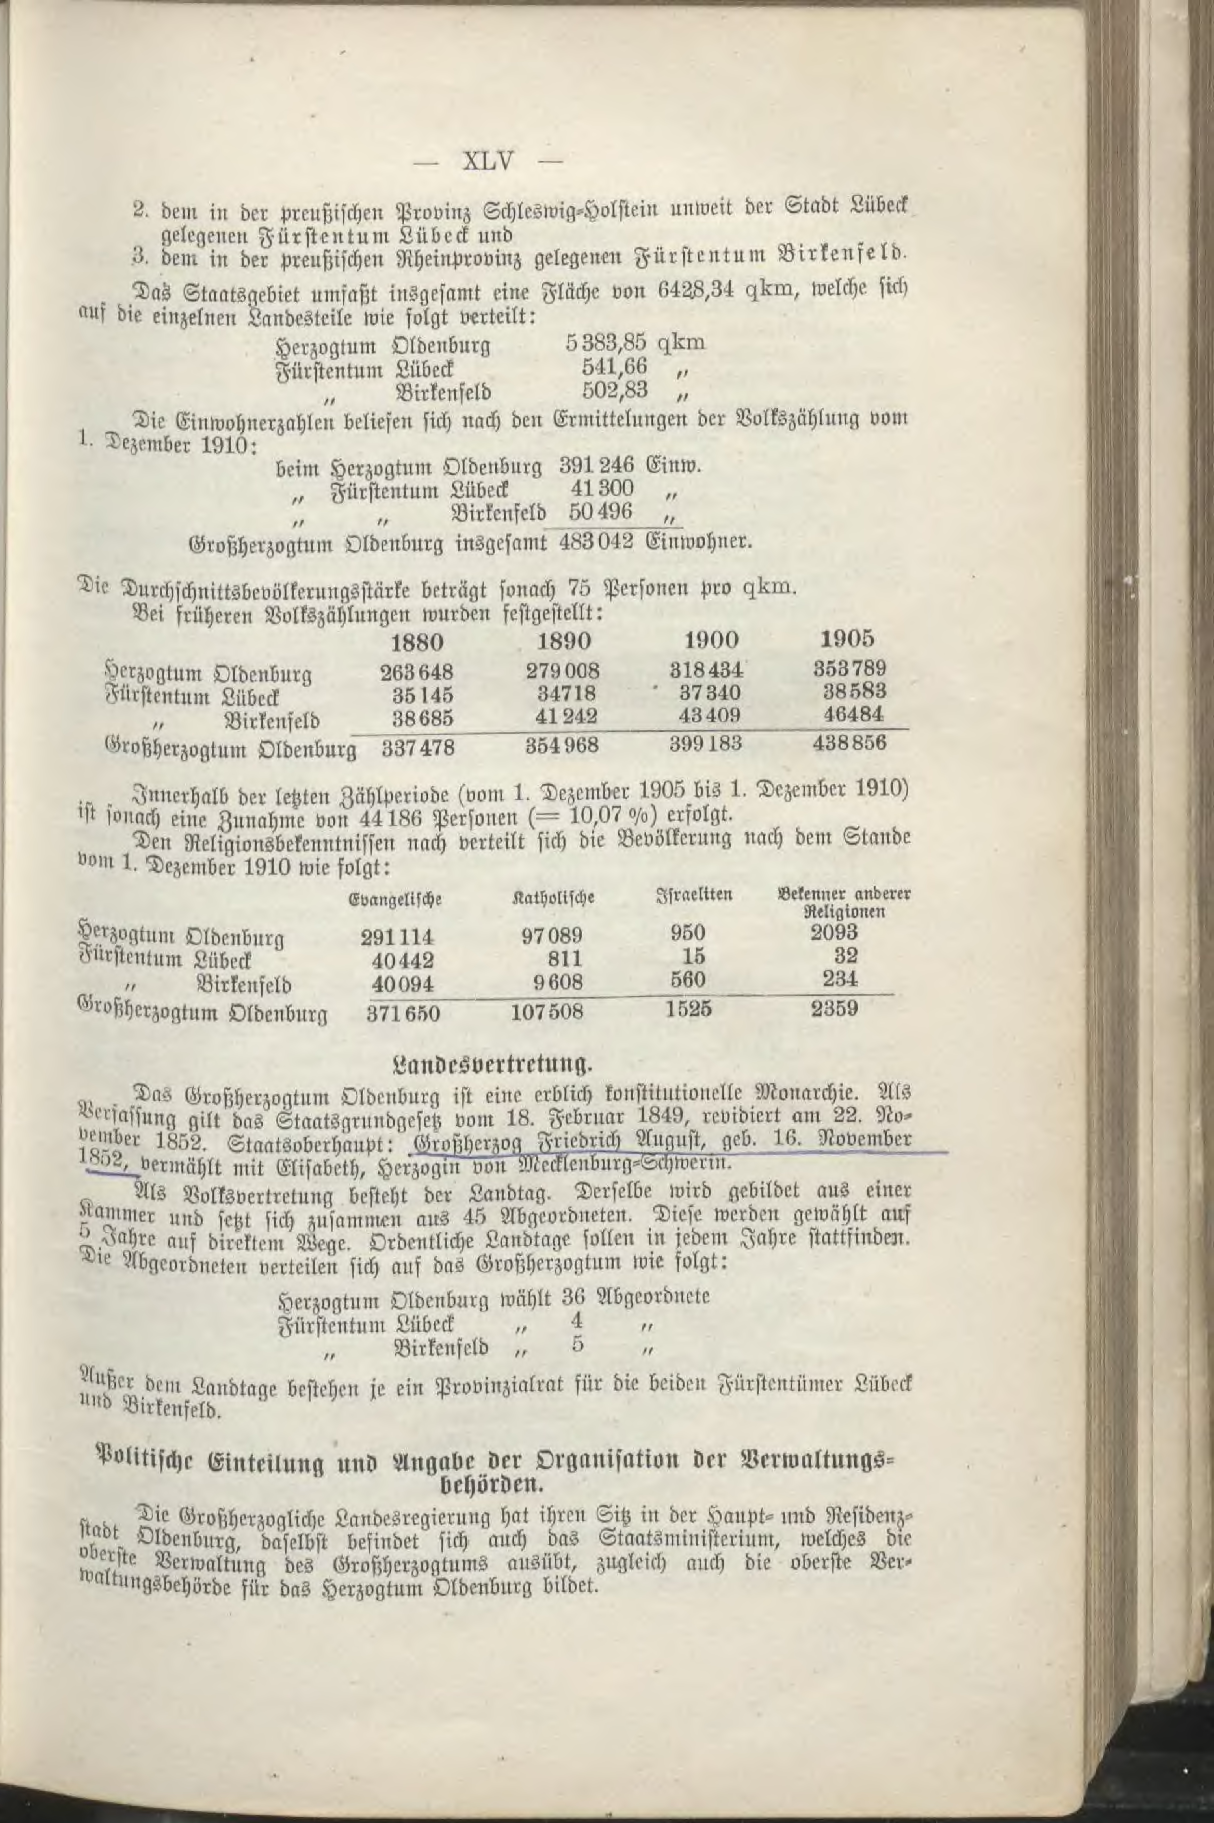 — XLV —
2. dem in der preußischen Provinz Schleswig-Holstein unweit der Stadt Lübeck
gelegenen Fürstentum Lübeck und
3. dem in der preußischen Rheinprovinz gelegenen Fürstentum Birkenfeld.
Das Staatsgebiet umfaßt insgesamt eine Fläche von 6428,34 qkm, welche sich
auf die einzelnen Landesteile wie folgt verteilt:
Herzogtum Oldenburg 5 383,85 qkm
Fürstentum Lübeck 541,66 „
„ Birkenfeld 502,83 „
Die Einwohnerzahlen beliefen sich nach den Ermittelungen der Volkszählung vom
1. Dezember 1910:
beim Herzogtum Oldenburg 391 246 Einw.
„ Fürstentum Lübeck 41 300 „
„ „ Birkenfeld 50 496 „
Großherzogtum Oldenburg insgesamt 483 042 Einwohner.
Die Durchschnittsbevölkerungsstärke beträgt sonach 75 Personen pro qkm.
Bei früheren Volkszählungen wurden festgestellt:
1880 1890 1900 1905
Herzogtum Oldenburg 263 648 279 008 318 434 353 789
Fürstentum Lübeck 35 145 34 718 37 340 38 583
„ Birkenfeld 38 685 41 242 43 409 46 484
Großherzogtum Oldenburg 337 478 354 968 399 183 438 856
Innerhalb der letzten Zählperiode (vom 1. Dezember 1905 bis 1. Dezember 1910)
ist sonach eine Zunahme von 44 186 Personen (= 10,07 %) erfolgt.
Den Religionsbekenntnissen nach verteilt sich die Bevölkerung nach dem Stande
vom 1. Dezember 1910 wie folgt:
Evangelische Katholische Israeliten Bekenner anderer
Religionen
Herzogtum Oldenburg 291 114 97 089 950 2093
Fürstentum Lübeck 40 442 811 15 32
„ Birkenfeld 40 094 9 608 560 234
Großherzogtum Oldenburg 371 650 107 508 1525 2359
Landesvertretung.
Das Großherzogtum Oldenburg ist eine erblich konstitutionelle Monarchie. Als
Verfassung gilt das Staatsgrundgesetz vom 18. Februar 1849, revidiert am 22. No-
vember 1852. Staatsoberhaupt: Großherzog Friedrich August, geb. 16. November
1852, vermählt mit Elisabeth, Herzogin von Mecklenburg-Schwerin.
Als Volksvertretung besteht der Landtag. Derselbe wird gebildet aus einer
Kammer und setzt sich zusammen aus 45 Abgeordneten. Diese werden gewählt auf
5 Jahre auf direktem Wege. Ordentliche Landtage sollen in jedem Jahre stattfinden.
Die Abgeordneten verteilen sich auf das Großherzogtum wie folgt:
Herzogtum Oldenburg wählt 36 Abgeordnete
Fürstentum Lübeck „ 4 „
„ Birkenfeld „ 5 „
Außer dem Landtage bestehen je ein Provinzialrat für die beiden Fürstentümer Lübeck
und Birkenfeld.
Politische Einteilung und Angabe der Organisation der Verwaltungs-
behörden.
Die Großherzogliche Landesregierung hat ihren Sitz in der Haupt- und Residenz-
stadt Oldenburg, daselbst befindet sich auch das Staatsministerium, welches die
oberste Verwaltung des Großherzogtums ausübt, zugleich auch die oberste Ver-
waltungsbehörde für das Herzogtum Oldenburg bildet.